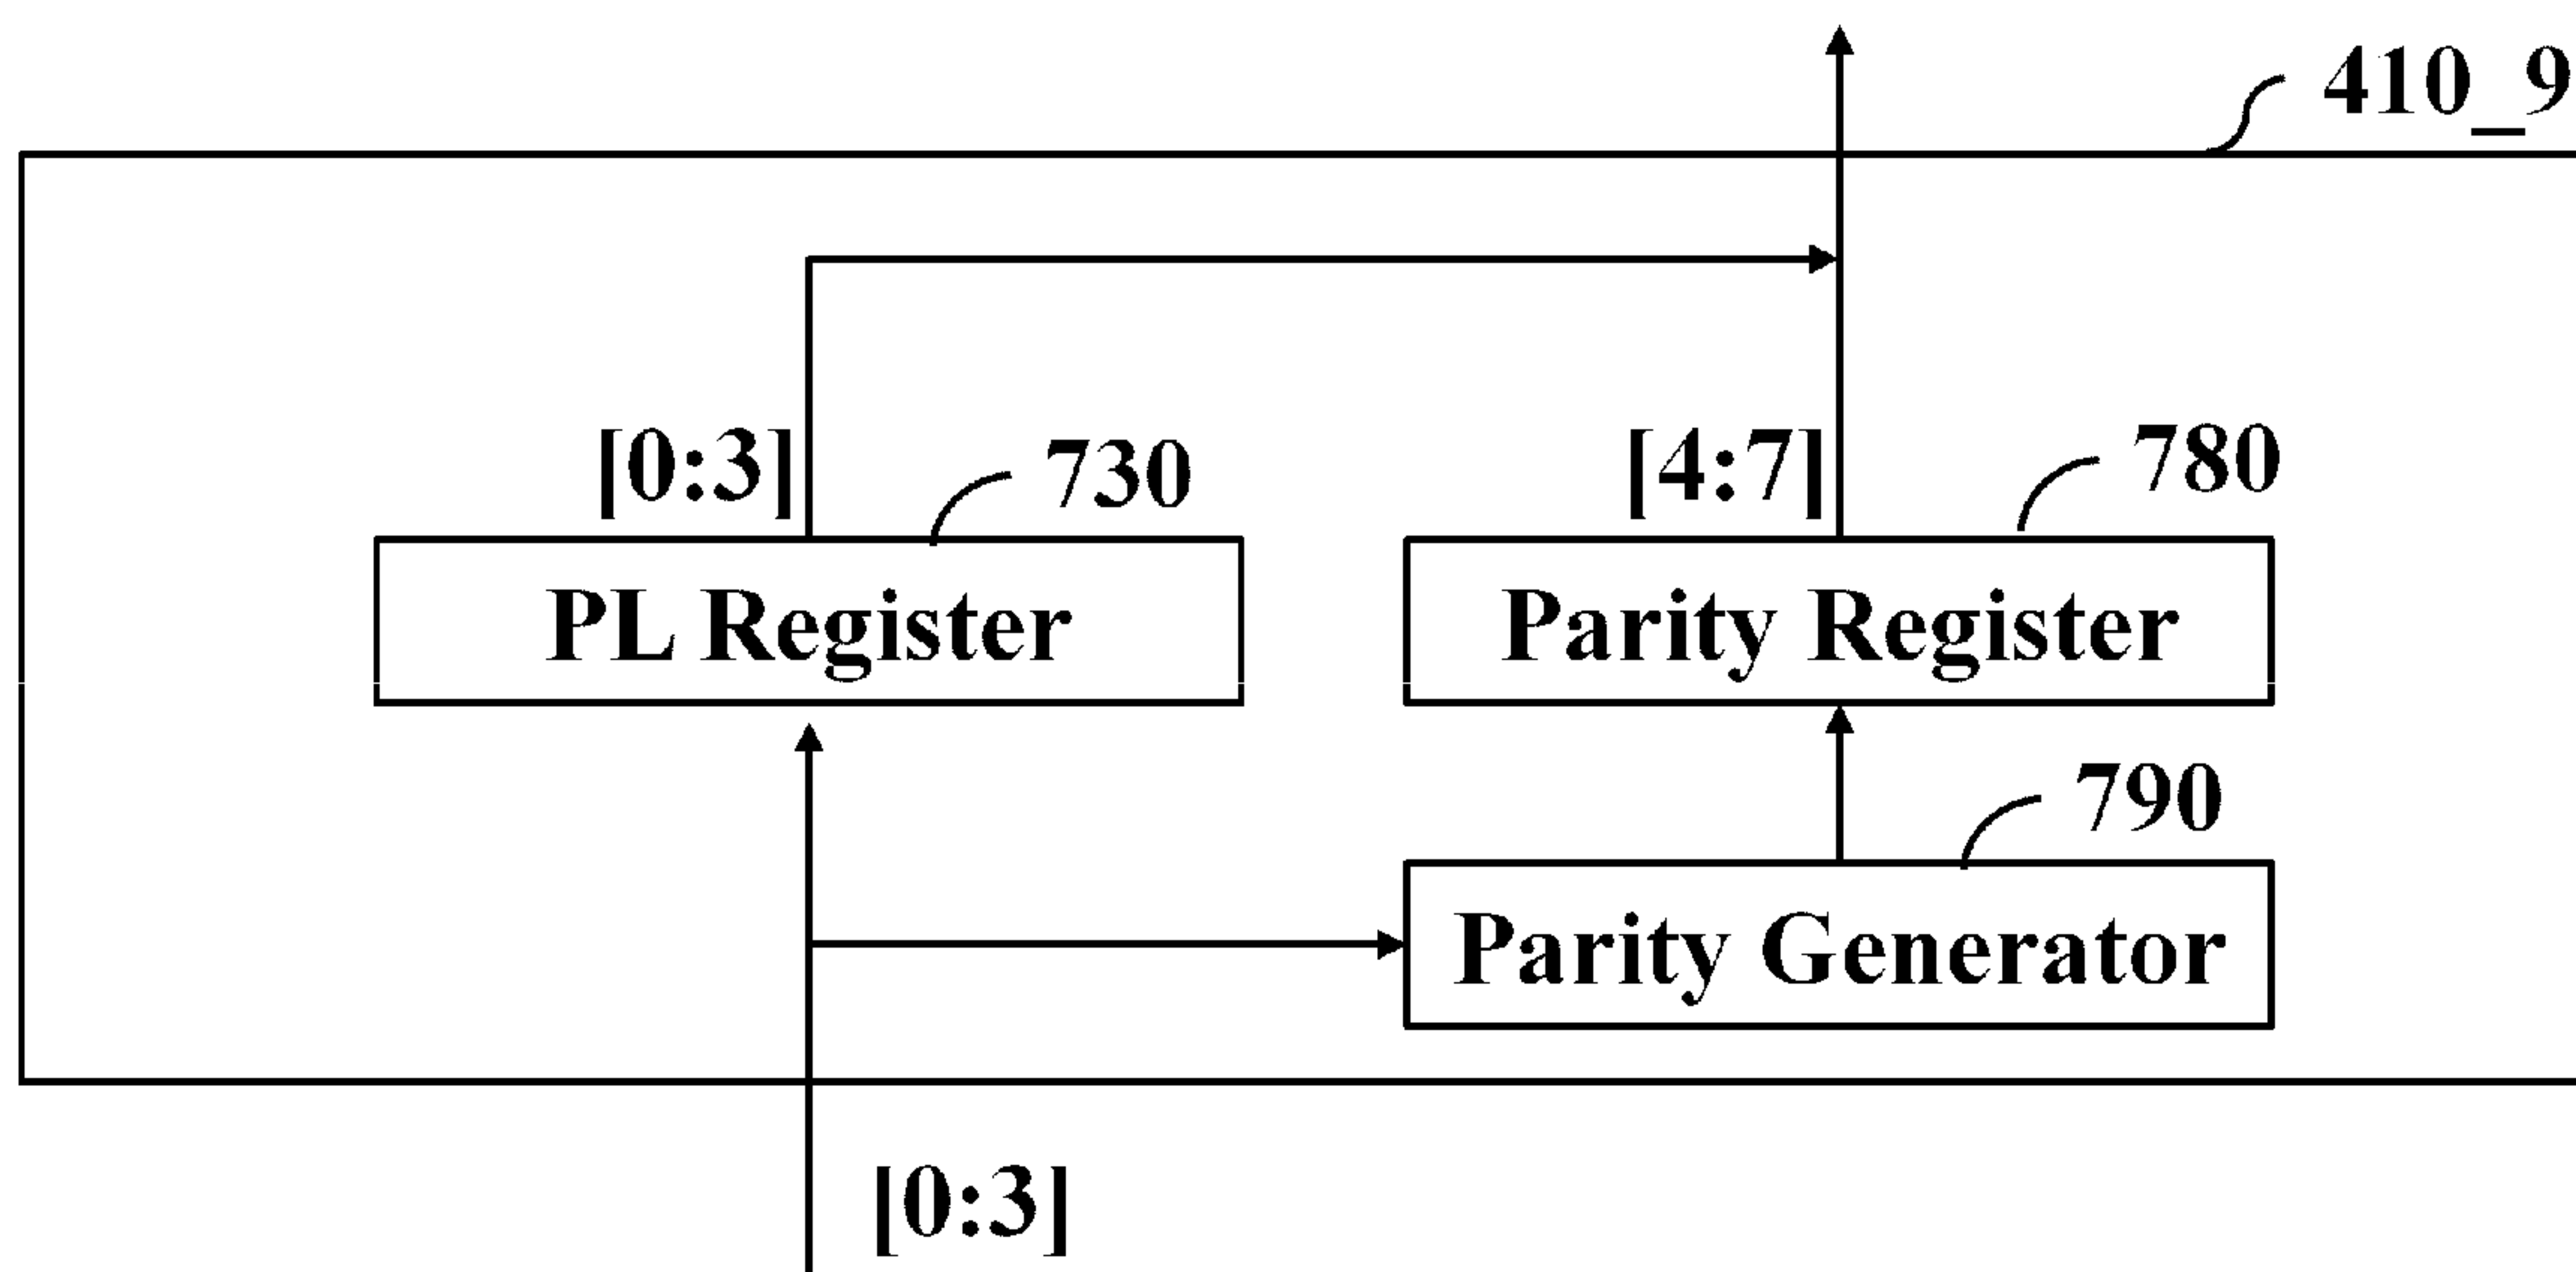 410_9
[0:3]
730
[4:7]
780
PL Register
Parity Register
790
Parity Generator
[0:3]